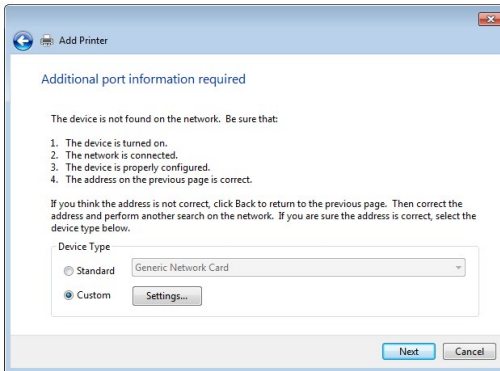 Add Printer
Additional port information required
The device is not found on the network. Be sure that:
1. The device is turned on.
2. The network is connected.
3. The device is properly configured.
4. The address on the previous page is correct.
If you think the address is not correct, click Back to return to the previous page. Then correct the
address and perform another search on the network. If you are sure the address is correct, select the
device type below.
Device Type
Standard
Generic Network Card
Custom
Settings...
Next
Cancel